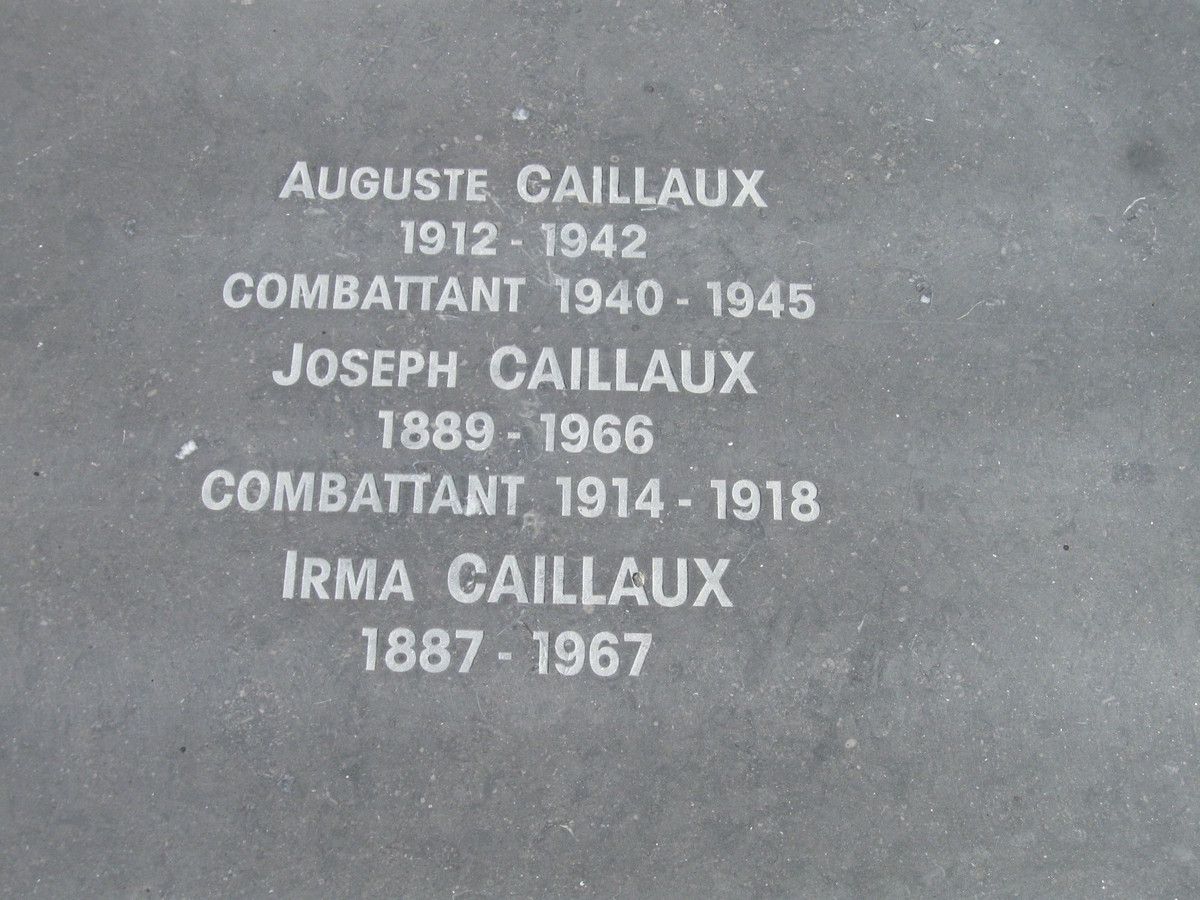 AUGUSTE CAILLAUX
1912 - 1942
COMBATTANT 1940 - 1945
JOSEPH CAILLAUX
1889 - 1966
COMBATTANT 1914 - 1918
IRMA CAILLAUX
1887 - 1967